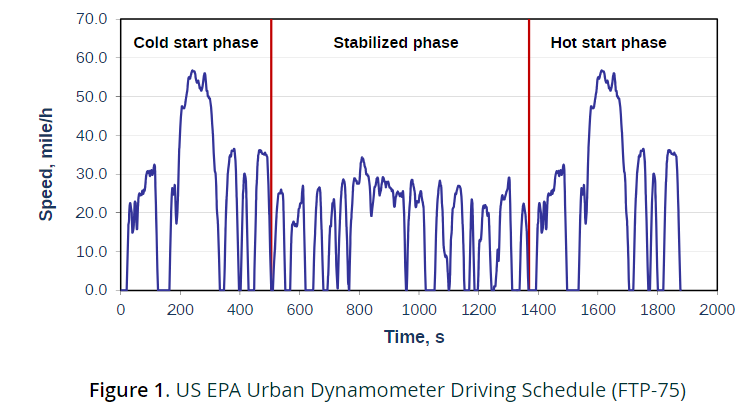 70.0
60.0
50.0
40.0
30.0
20.0
10.0
0.0
Speed, mile/h
Cold start phase
Stabilized phase
Hot start phase
0 200 400 600 800 1000 1200 1400 1600 1800 2000
Time, s
Figure 1. US EPA Urban Dynamometer Driving Schedule (FTP-75)